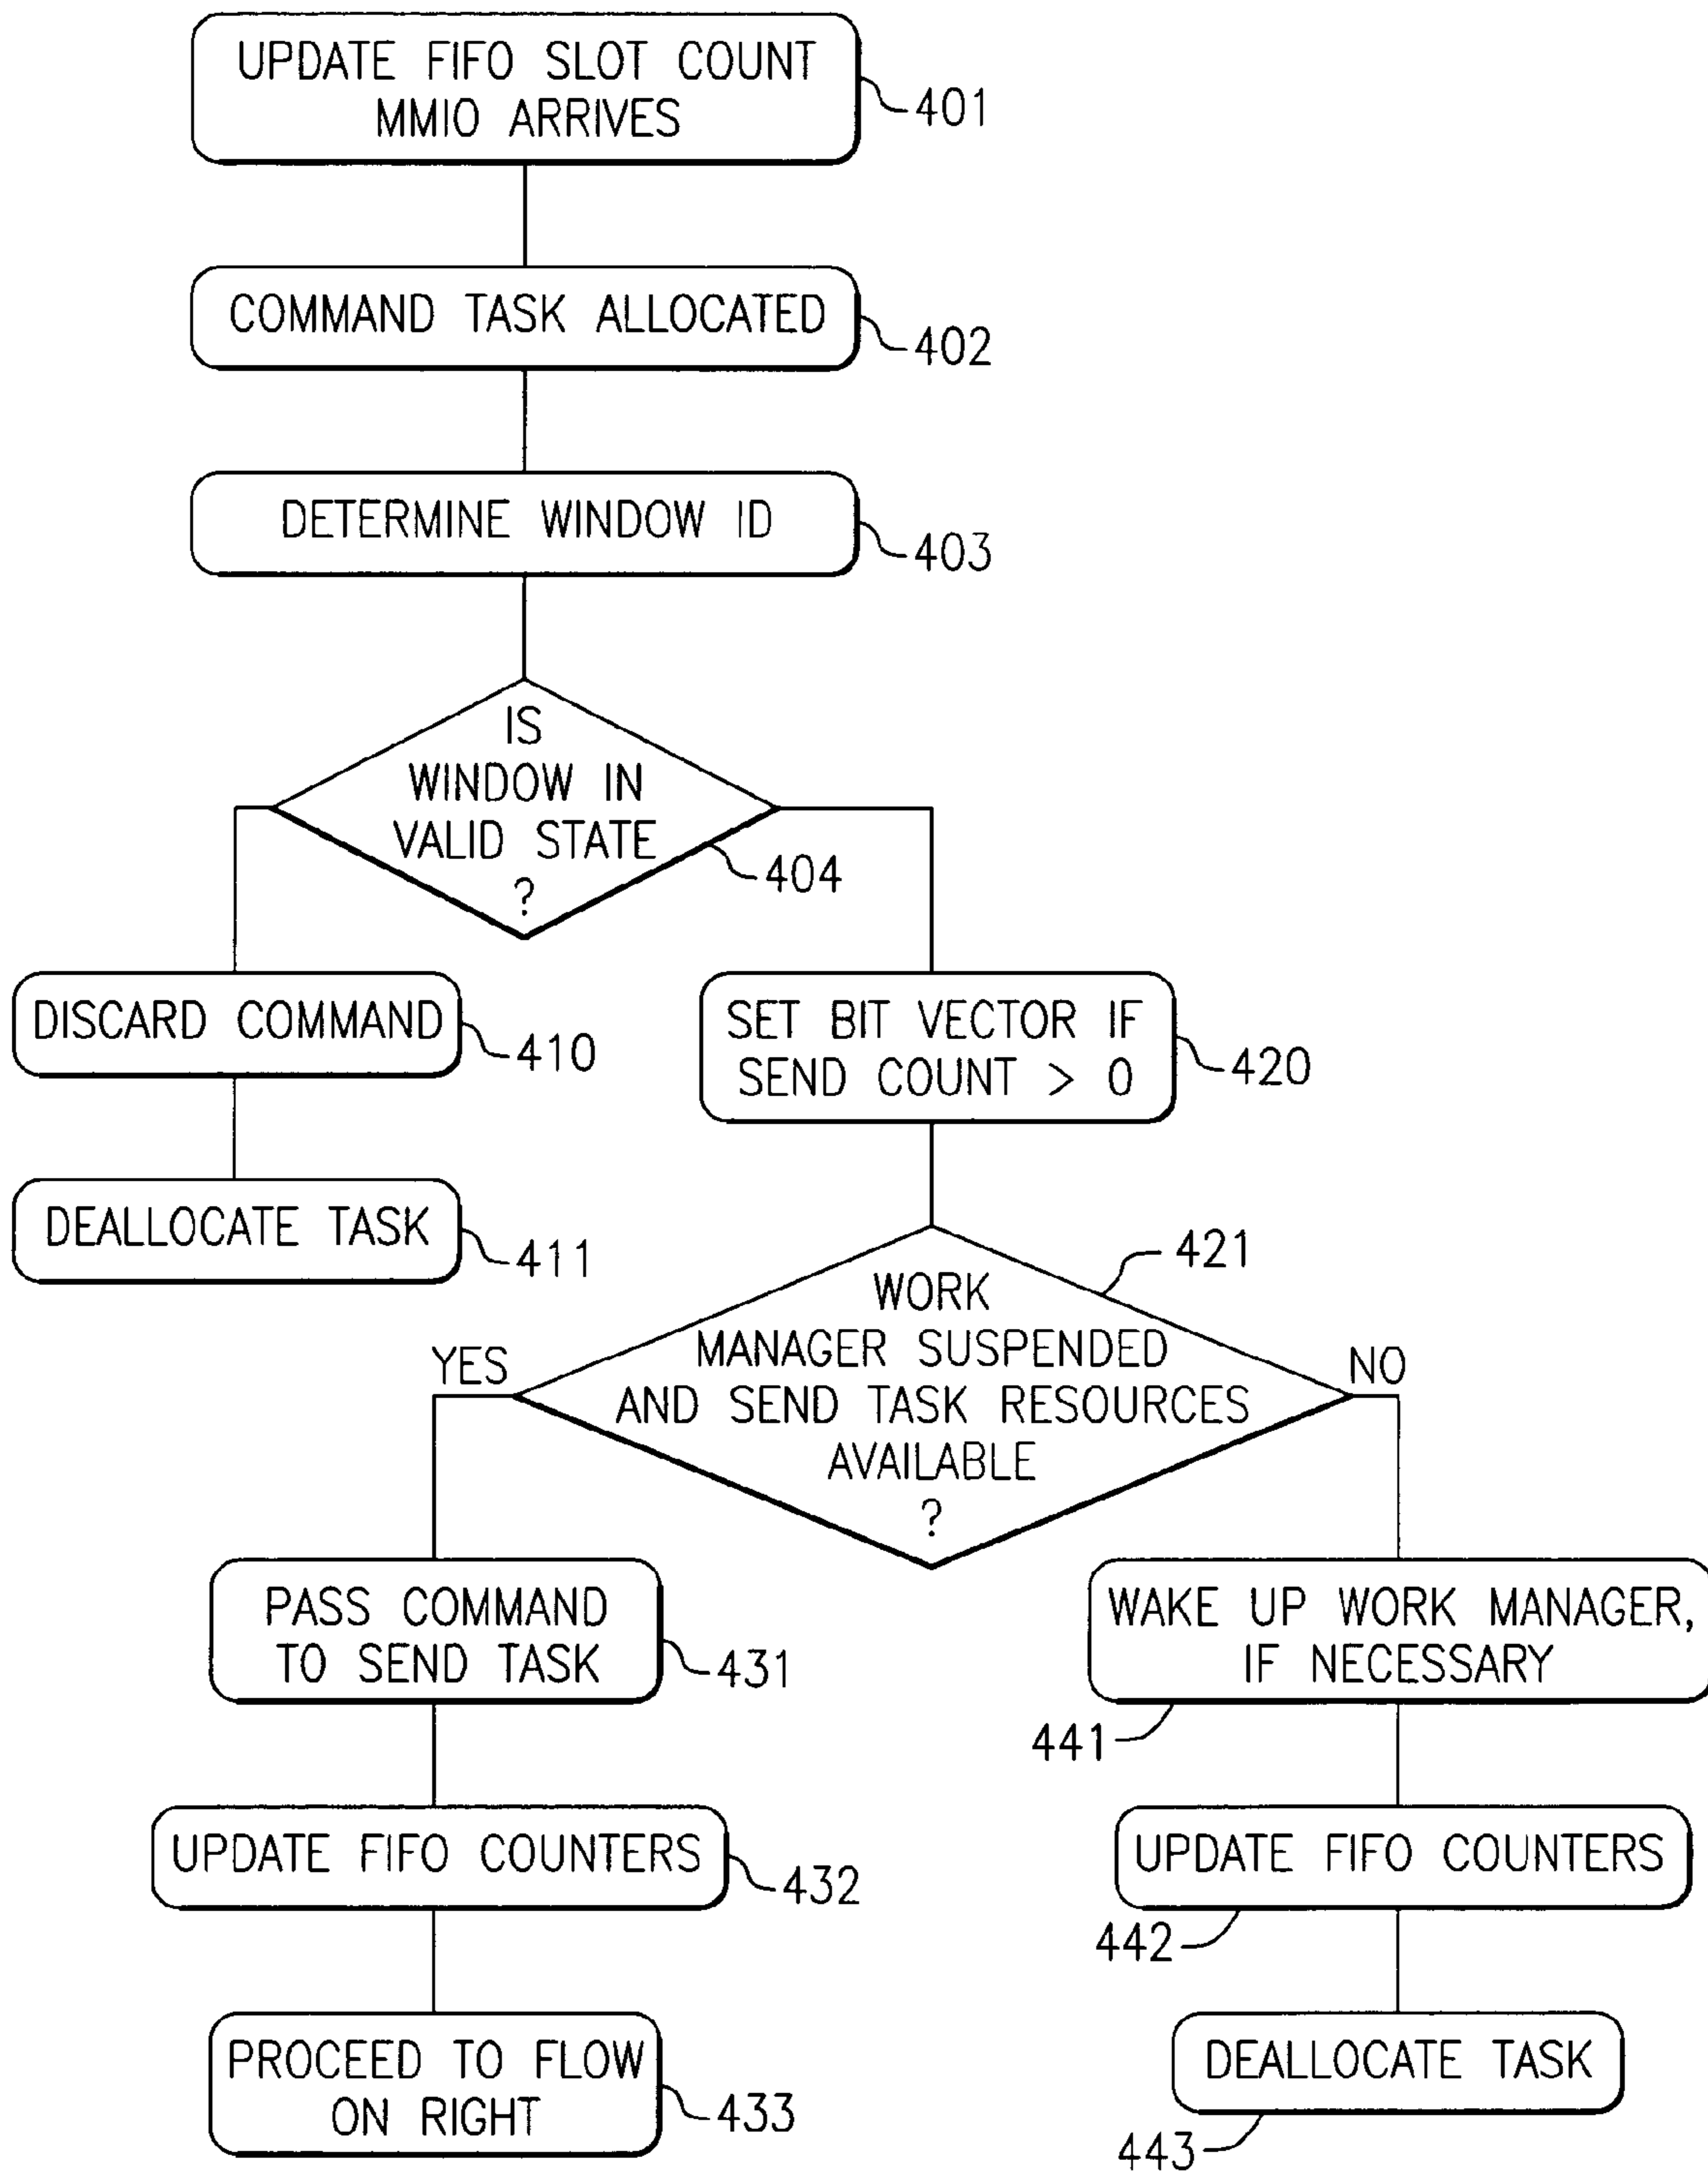 UPDATE FIFO SLOT COUNT
MMIO ARRIVES
401
COMMAND TASK ALLOCATED
402
DETERMINE WINDOW ID
403
IS
WINDOW IN
VALID STATE
?
404
DISCARD COMMAND
410
SET BIT VECTOR IF
SEND COUNT > 0
420
DEALLOCATE TASK
411
WORK
MANAGER SUSPENDED
AND SEND TASK RESOURCES
AVAILABLE
?
421
YES
NO
PASS COMMAND
TO SEND TASK
431
WAKE UP WORK MANAGER,
IF NECESSARY
441
UPDATE FIFO COUNTERS
432
UPDATE FIFO COUNTERS
442
PROCEED TO FLOW
ON RIGHT
433
DEALLOCATE TASK
443